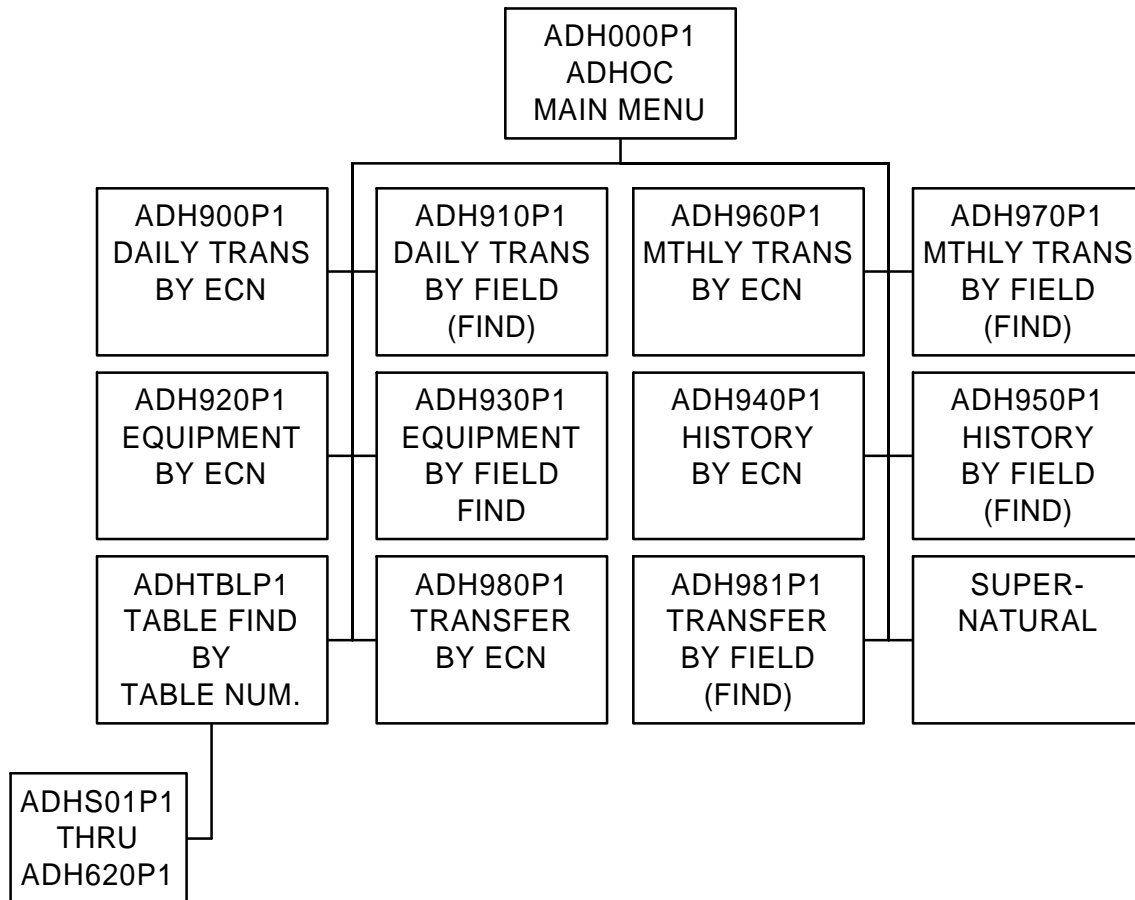 ADH000P1
ADHOC
MAIN MENU
ADH900P1
DAILY TRANS
BY ECN
ADH910P1
DAILY TRANS
BY FIELD
(FIND)
ADH960P1
MTHLY TRANS
BY ECN
ADH970P1
MTHLY TRANS
BY FIELD
(FIND)
ADH920P1
EQUIPMENT
BY ECN
ADH930P1
EQUIPMENT
BY FIELD
FIND
ADH940P1
HISTORY
BY ECN
ADH950P1
HISTORY
BY FIELD
(FIND)
ADHTBLP1
TABLE FIND
BY
TABLE NUM.
ADH980P1
TRANSFER
BY ECN
ADH981P1
TRANSFER
BY FIELD
(FIND)
SUPER-
NATURAL
ADHS01P1
THRU
ADH620P1